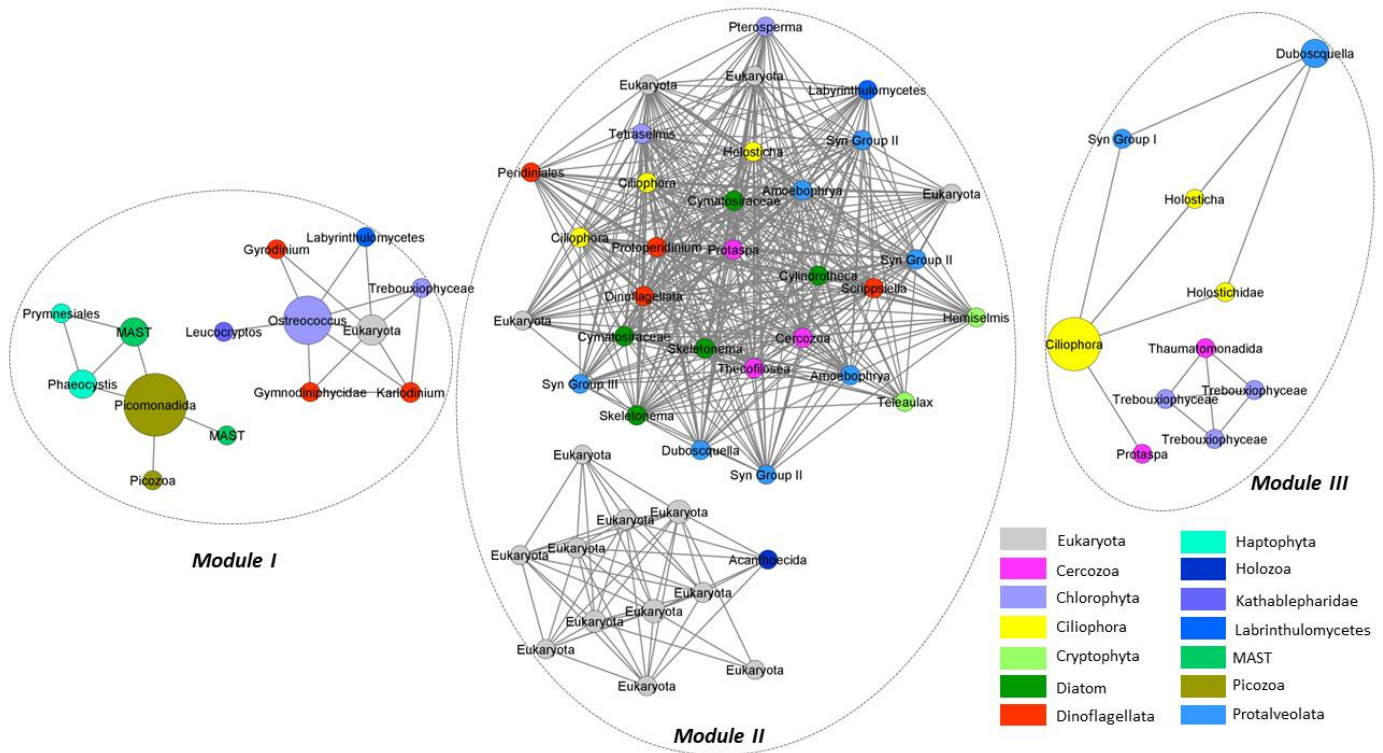 Prymnesiales
MAST
Phaeocystis
Picomonadida
MAST
Picozoa
Gyrodinium
Labyrinthulomycetes
Trebouxiophyceae
Ostreococcus
Eukaryota
Leucocryptos
Gymnodiniphycidae
Karlodinium
Module I
Pterosperma
Eukaryota
Eukaryota
Labyrinthulomycetes
Tetraselmis
Syn Group II
Holosticha
Peridiniales
Ciliophora
Amoebophrya
Eukaryota
Cymatosiraceae
Ciliophora
Protoperidinium
Protaspa
Syn Group II
Cylindrotheca
Scrippsiella
Dinoflagellata
Eukaryota
Hemiselmis
Cymatosiraceae
Skeletonema
Cercozoa
Thecofilosea
Amoebophrya
Syn Group III
Teleaulax
Skeletonema
Duboscquella
Syn Group II
Eukaryota
Eukaryota
Eukaryota
Eukaryota
Eukaryota
Acanthoecida
Eukaryota
Eukaryota
Eukaryota
Eukaryota
Eukaryota
Eukaryota
Module II
Duboscquella
Syn Group I
Holosticha
Holostichidae
Ciliophora
Thaumatomonadida
Trebouxiophyceae
Trebouxiophyceae
Trebouxiophyceae
Protaspa
Module III
Eukaryota
Cercozoa
Chlorophyta
Ciliophora
Cryptophyta
Diatom
Dinoflagellata
Haptophyta
Holozoa
Kathablepharidae
Labrinthulomycetes
MAST
Picozoa
Protalveolata